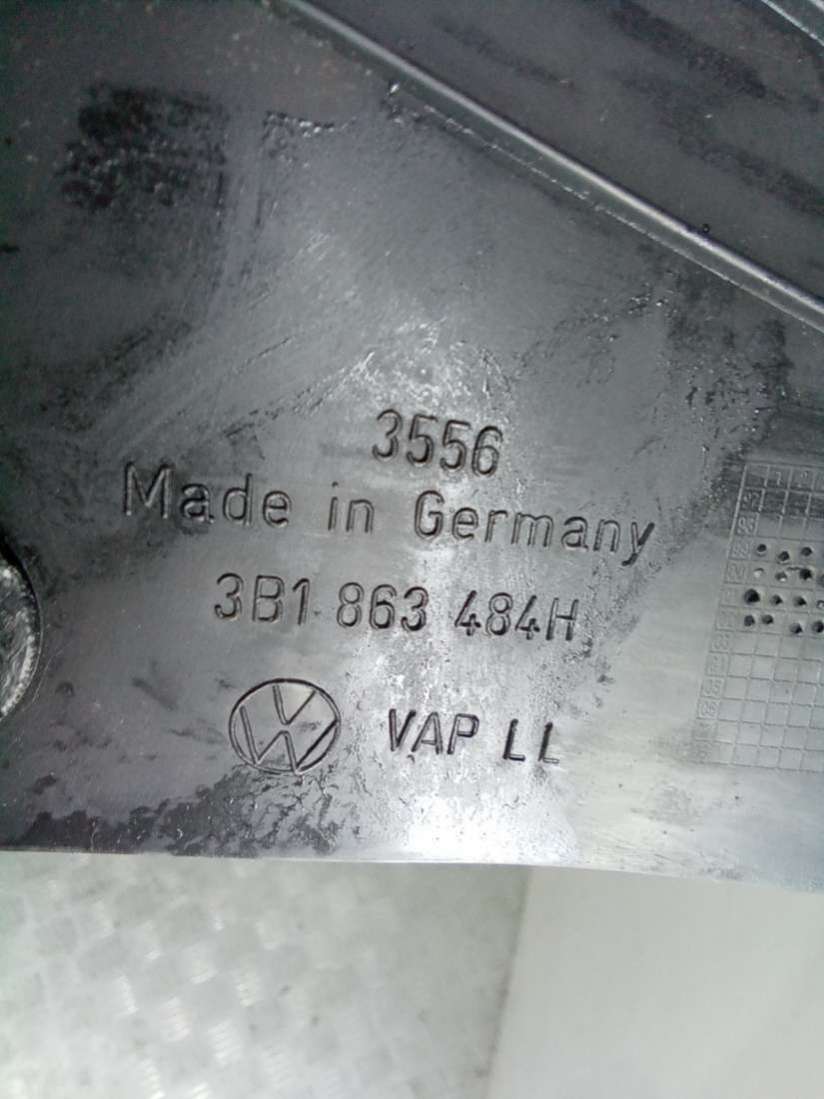 3556
Made in Germany
3B1 863 484H
VAP LL